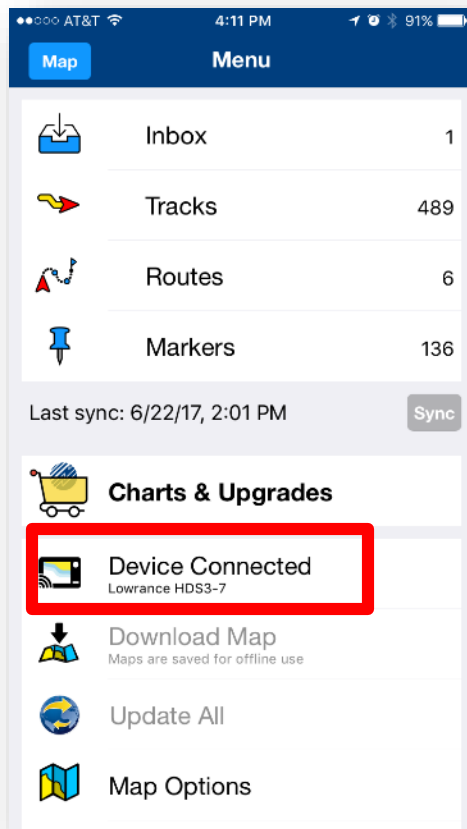 AT&T 4:11 PM 91%
Map Menu
Inbox 1
Tracks 489
Routes 6
Markers 136
Last sync: 6/22/17, 2:01 PM Sync
Charts & Upgrades
Device Connected
Lowrance HDS3-7
Download Map
Maps are saved for offline use
Update All
Map Options